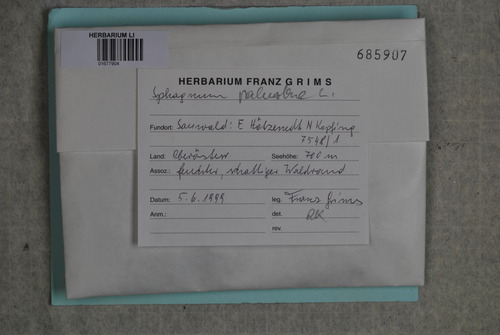 HERBARIUM LI
01677904
685907
HERBARIUM FRANZ GRIMS
Sphagnum palustre L.
Fundort: Sauwald: E Hötzenedt N Kopfing
7548/1
Land: Oberösterr Seehöhe: 700 m
Assoz.: feuchter, schattiger Waldrand
Datum: 5.6.1999 leg. Franz Grims
Anm.: det. RK
rev.